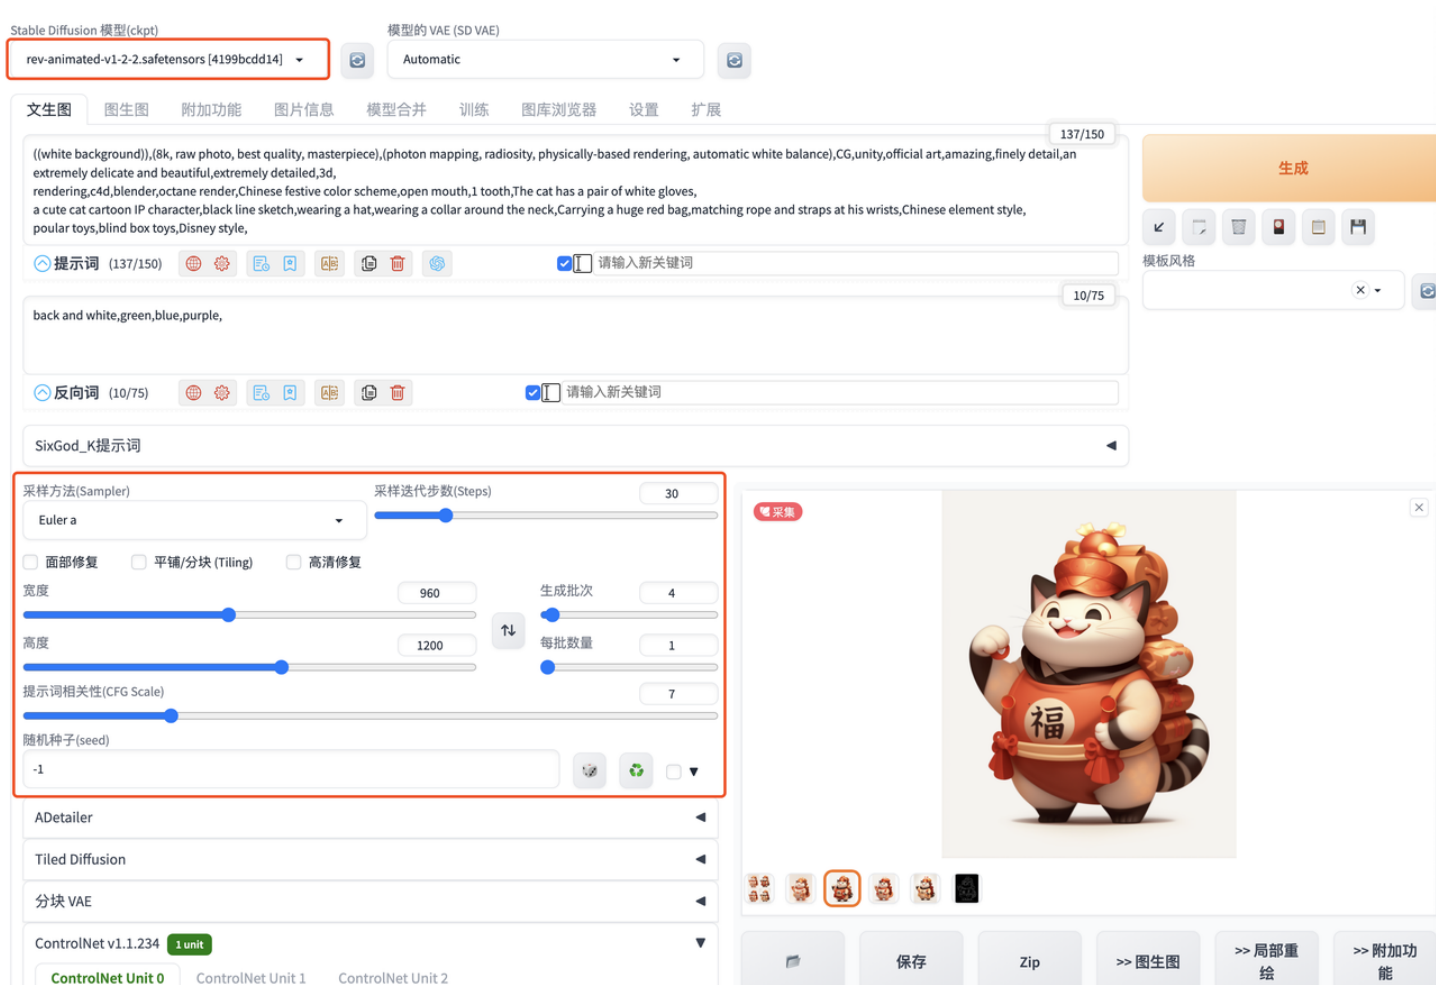 Stable Diffusion 模型(ckpt)
模型的 VAE (SD VAE)
rev-animated-v1-2-2.safetensors [4199bcdd14]
Automatic
文生图
图生图
附加功能
图片信息
模型合并
训练
图库浏览器
设置
扩展
137/150
((white background)),(8k, raw photo, best quality, masterpiece),(photon mapping, radiosity, physically-based rendering, automatic white balance),CG,unity,official art,amazing,finely detail,an
extremely delicate and beautiful,extremely detailed,3d,
rendering,c4d,blender,octane render,Chinese festive color scheme,open mouth,1 tooth,The cat has a pair of white gloves,
a cute cat cartoon IP character,black line sketch,wearing a hat,wearing a collar around the neck,Carrying a huge red bag,matching rope and straps at his wrists,Chinese element style,
poular toys,blind box toys,Disney style,
生成
提示词 (137/150)
请输入新关键词
模板风格
10/75
back and white,green,blue,purple,
反向词 (10/75)
请输入新关键词
SixGod_K提示词
采样方法(Sampler)
采样迭代步数(Steps)
30
Euler a
面部修复
平铺/分块 (Tiling)
高清修复
宽度
960
生成批次
4
高度
1200
每批数量
1
提示词相关性(CFG Scale)
7
随机种子(seed)
-1
采集
福
ADetailer
Tiled Diffusion
分块 VAE
ControlNet v1.1.234
1 unit
ControlNet Unit 0
ControlNet Unit 1
ControlNet Unit 2
保存
Zip
>> 图生图
>> 局部重
绘
>> 附加功
能